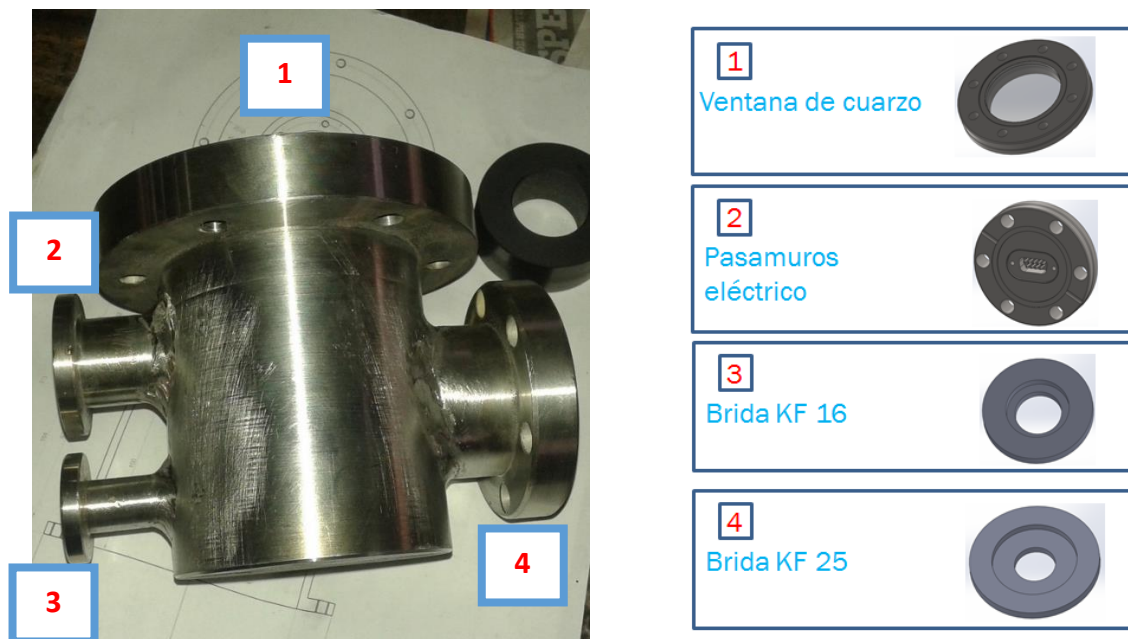 SPE
1
2
3
4
1
Ventana de cuarzo
2
Pasamuros
eléctrico
3
Brida KF 16
4
Brida KF 25